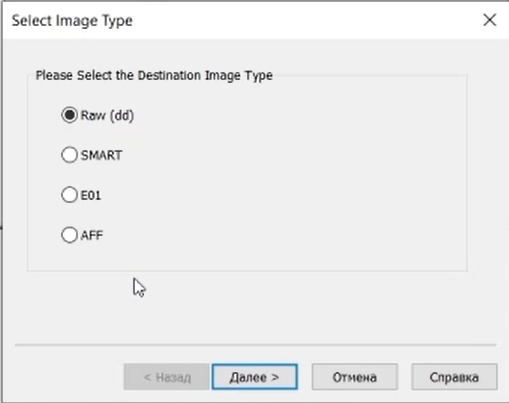 Select Image Type
Please Select the Destination Image Type
Raw (dd)
SMART
E01
AFF
< Назад Далее > Отмена Справка